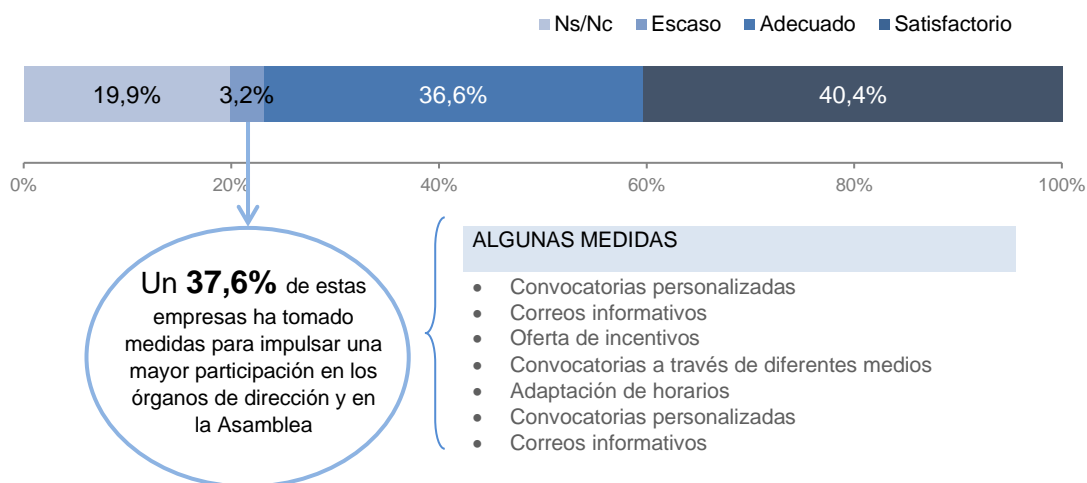 Ns/Nc Escaso Adecuado Satisfactorio
19,9% 3,2% 36,6% 40,4%
0% 20% 40% 60% 80% 100%
Un 37,6% de estas
empresas ha tomado
medidas para impulsar una
mayor participación en los
órganos de dirección y en
la Asamblea
ALGUNAS MEDIDAS
• Convocatorias personalizadas
• Correos informativos
• Oferta de incentivos
• Convocatorias a través de diferentes medios
• Adaptación de horarios
• Convocatorias personalizadas
• Correos informativos